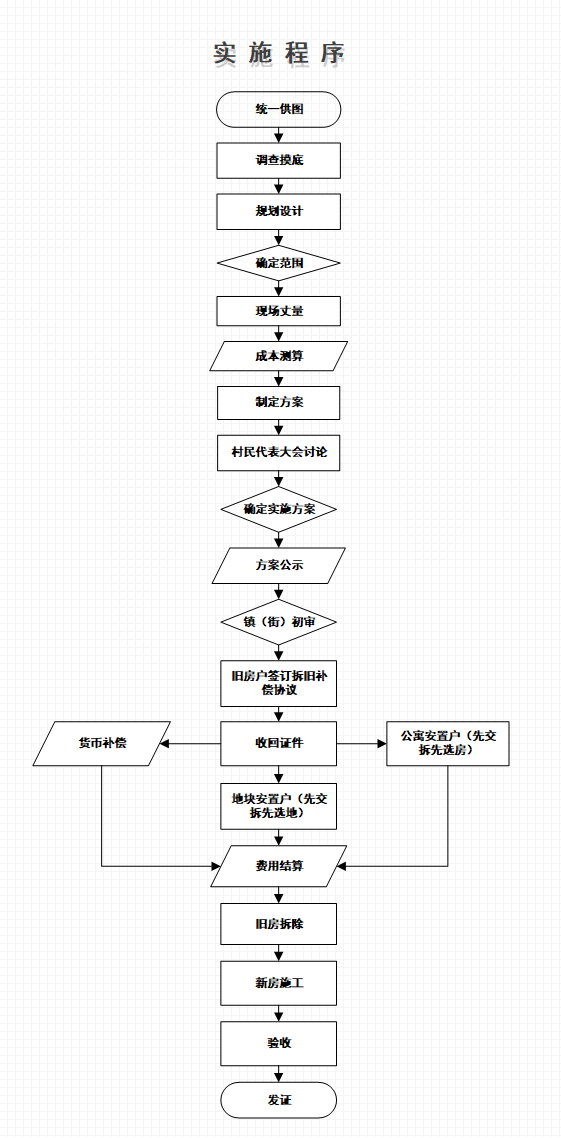 实施程序
统一供图
调查摸底
规划设计
确定范围
现场丈量
成本测算
制定方案
村民代表大会讨论
确定实施方案
方案公示
镇（街）初审
旧房户签订拆旧补
偿协议
货币补偿
收回证件
公寓安置户（先交
拆先选房）
地块安置户（先交
拆先选地）
费用结算
旧房拆除
新房施工
验收
发证